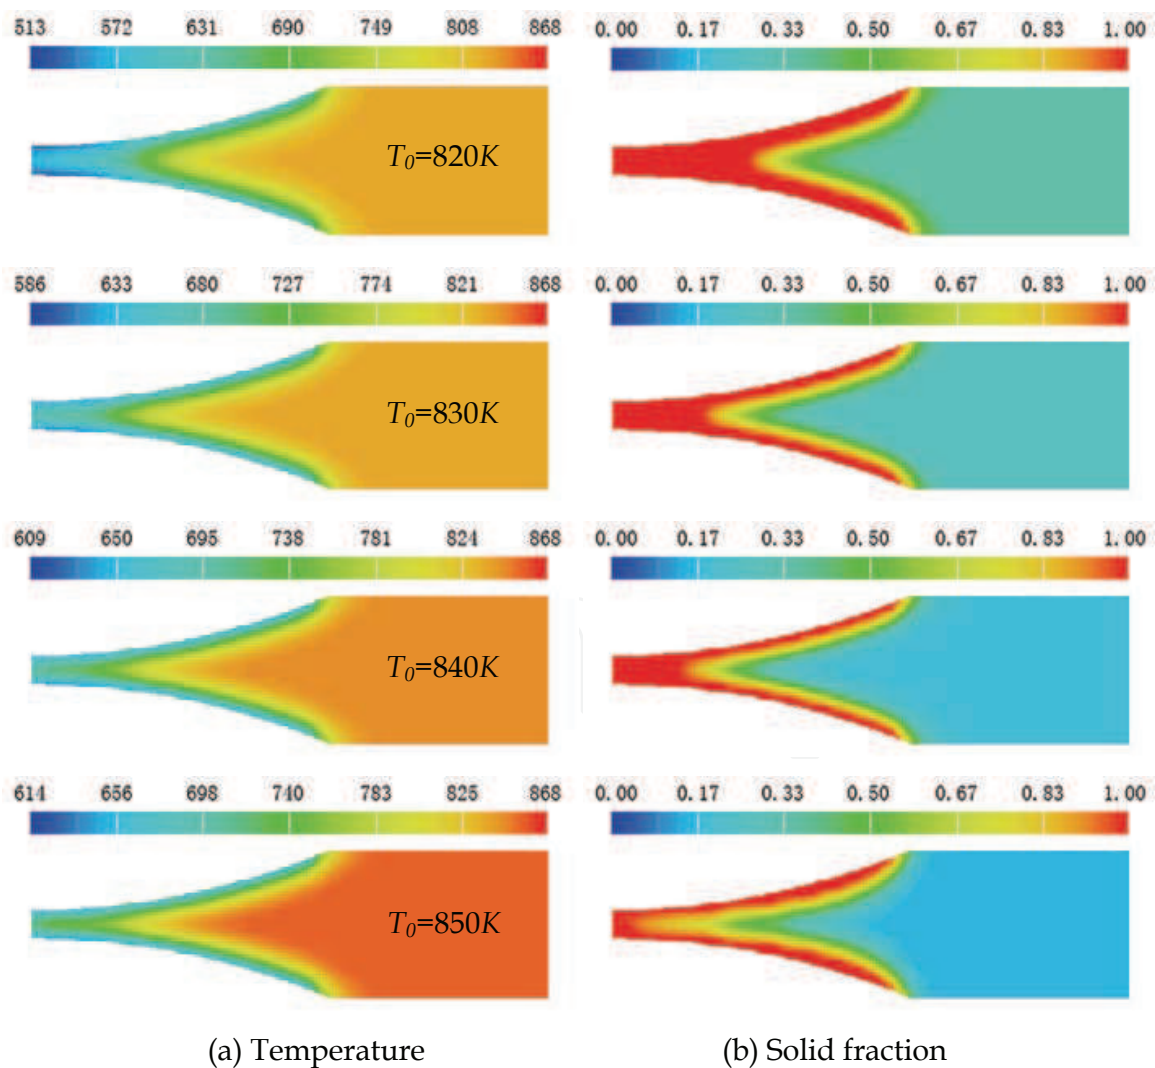 513 572 631 690 749 808 868
0.00 0.17 0.33 0.50 0.67 0.83 1.00
T0=820K
586 633 680 727 774 821 868
0.00 0.17 0.33 0.50 0.67 0.83 1.00
T0=830K
609 650 695 738 781 824 868
0.00 0.17 0.33 0.50 0.67 0.83 1.00
T0=840K
614 656 698 740 783 825 868
0.00 0.17 0.33 0.50 0.67 0.83 1.00
T0=850K
(a) Temperature
(b) Solid fraction